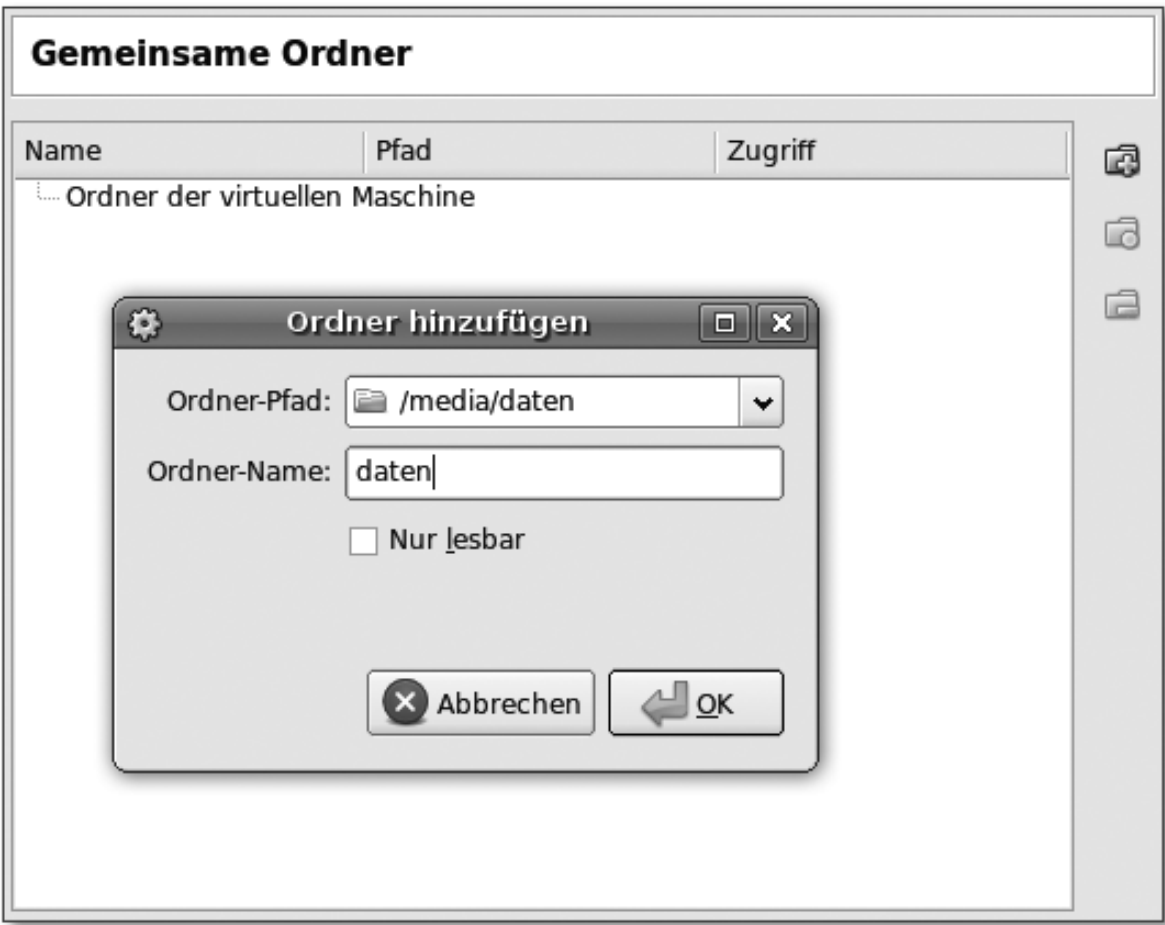 Gemeinsame Ordner
Name Pfad Zugriff
Ordner der virtuellen Maschine
Ordner hinzufügen
Ordner-Pfad: /media/daten
Ordner-Name: daten
Nur lesbar
Abbrechen OK